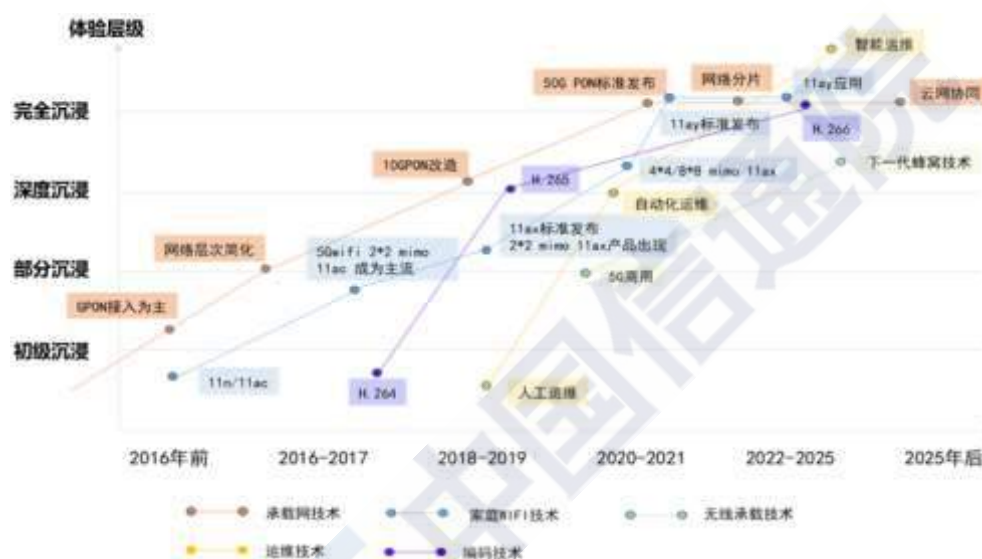 体验层级
智能运维
50G PON标准发布
网络分片
11ay应用
云网协同
完全沉浸
11ay标准发布
H.266
10GPON改造
H.265
4*4/8*8 mimo 11ax
下一代蜂窝技术
深度沉浸
自动化运维
网络层次简化
5Gwifi 2*2 mimo
11ac 成为主流
11ax标准发布
2*2 mimo 11ax产品出现
部分沉浸
5G商用
GPON接入为主
初级沉浸
11n/11ac
H.264
人工运维
2016年前
2016-2017
2018-2019
2020-2021
2022-2025
2025年后
承载网技术
家庭WIFI技术
无线承载技术
运维技术
编码技术
中国信通院